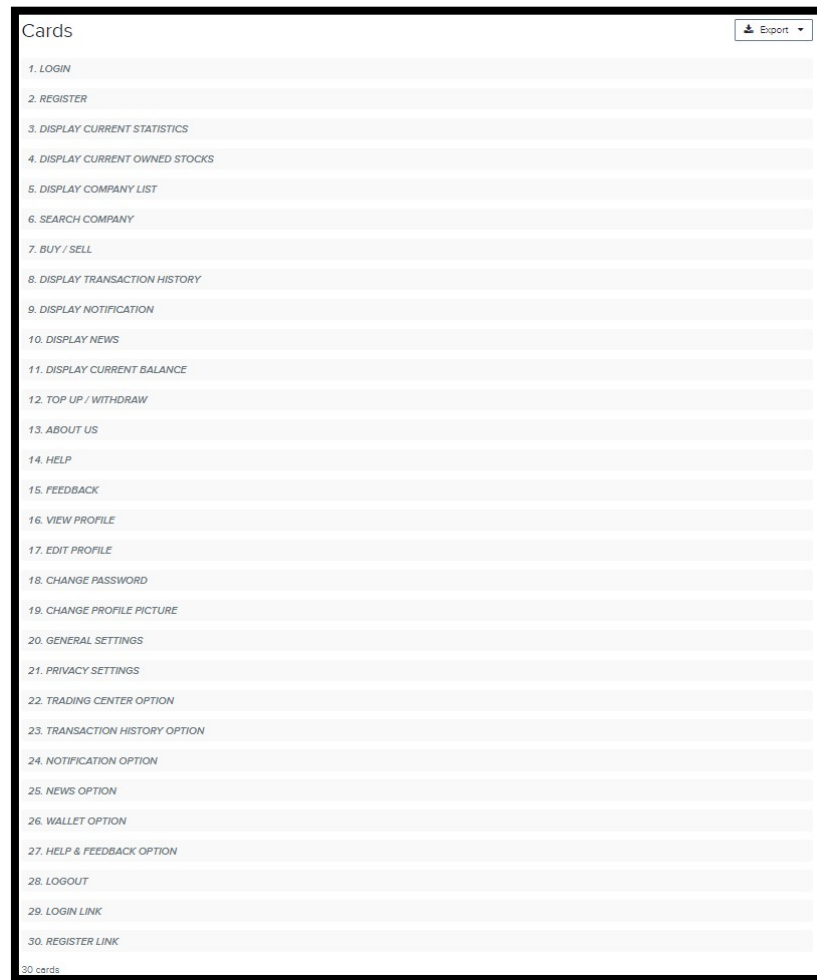 Cards
Export
1. LOGIN
2. REGISTER
3. DISPLAY CURRENT STATISTICS
4. DISPLAY CURRENT OWNED STOCKS
5. DISPLAY COMPANY LIST
6. SEARCH COMPANY
7. BUY / SELL
8. DISPLAY TRANSACTION HISTORY
9. DISPLAY NOTIFICATION
10. DISPLAY NEWS
11. DISPLAY CURRENT BALANCE
12. TOP UP / WITHDRAW
13. ABOUT US
14. HELP
15. FEEDBACK
16. VIEW PROFILE
17. EDIT PROFILE
18. CHANGE PASSWORD
19. CHANGE PROFILE PICTURE
20. GENERAL SETTINGS
21. PRIVACY SETTINGS
22. TRADING CENTER OPTION
23. TRANSACTION HISTORY OPTION
24. NOTIFICATION OPTION
25. NEWS OPTION
26. WALLET OPTION
27. HELP & FEEDBACK OPTION
28. LOGOUT
29. LOGIN LINK
30. REGISTER LINK
30 cards